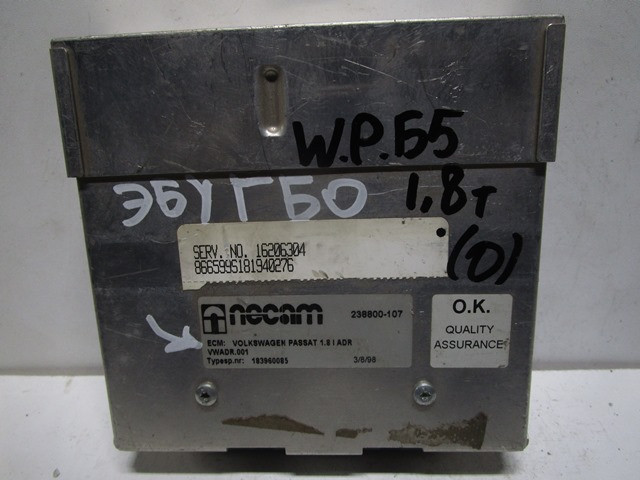 W.P.Б5
ЭБУ ГБО
1,8т
(0)
SERV. NO. 16206304
866599S181940276
necam
236800-107
ECM: VOLKSWAGEN PASSAT 1.8 I ADR
VWADR.001
Typesp.nr: 183960085
3/8/98
O.K.
QUALITY
ASSURANCE